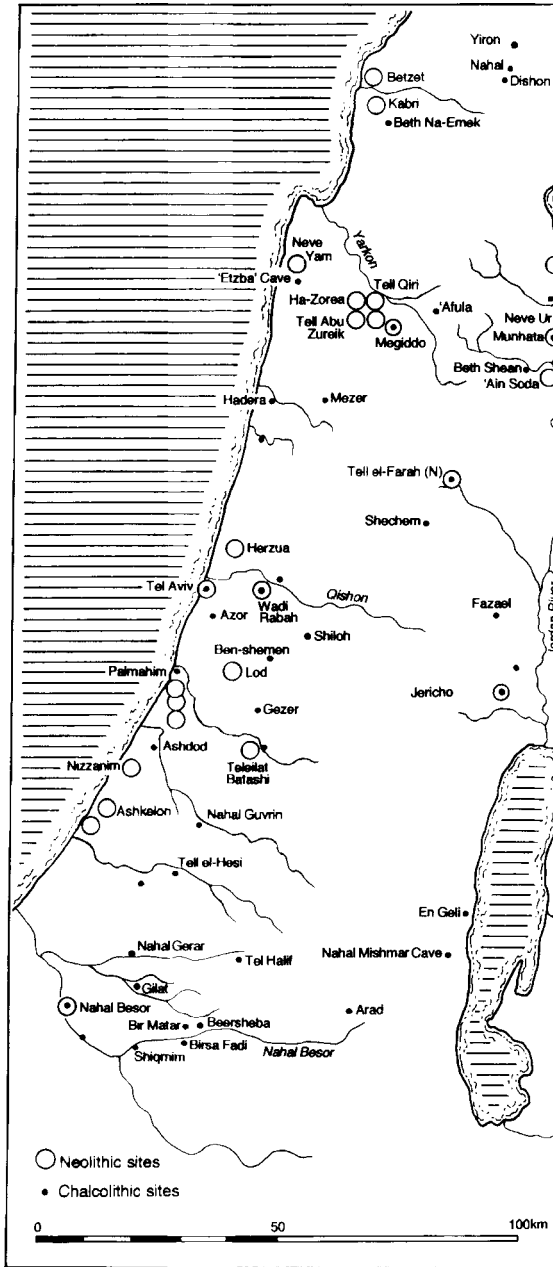 Yiron
Nahal
Dishon
Betzet
Kabri
Beth Na-Emek
Neve
Yam
Yarkon
'Etzba' Cave
Tell Qiri
Ha-Zorea
'Afula
Neve Ur
Tell Abu
Zureik
Megiddo
Munhata
Beth Shean
'Ain Soda
Hadera
Mezer
Tell el-Farah (N)
Shechem
Herzua
Tel Aviv
Wadi
Rabah
Qishon
Azor
Fazael
Shiloh
Ben-shemen
Palmahim
Lod
Jericho
Gezer
Ashdod
Nizzanim
Teleilat
Batashi
Ashkelon
Nahal Guvrin
Tell el-Hesi
En Geli
Nahal Gerar
Tel Halif
Nahal Mishmar Cave
Gilat
Nahal Besor
Bir Matar
Beersheba
Arad
Birsa Fadi
Nahal Besor
Shiqmim
Neolithic sites
Chalcolithic sites
0
50
100km